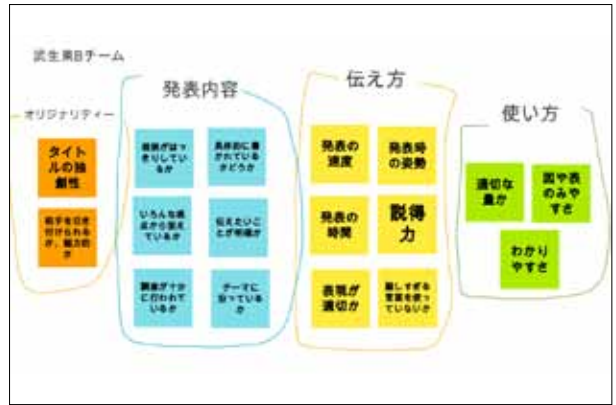 武生東Bチーム
オリジナリティー
タイト
ルの独
創性
相手を引き
付けられる
か、魅力的
か
発表内容
根拠がはっ
きりしてい
るか
具体的に書
かれている
かどうか
いろんな視
点から捉え
ているか
伝えたいこ
とが明確か
調査が十分
に行われて
いるか
テーマに
沿っている
か
伝え方
発表の
速度
発表時
の姿勢
発表の
時間
説得
力
表現が
適切か
難しすぎる
言葉を使っ
ていないか
使い方
適切な
量か
図や表
のみや
すさ
わかり
やすさ